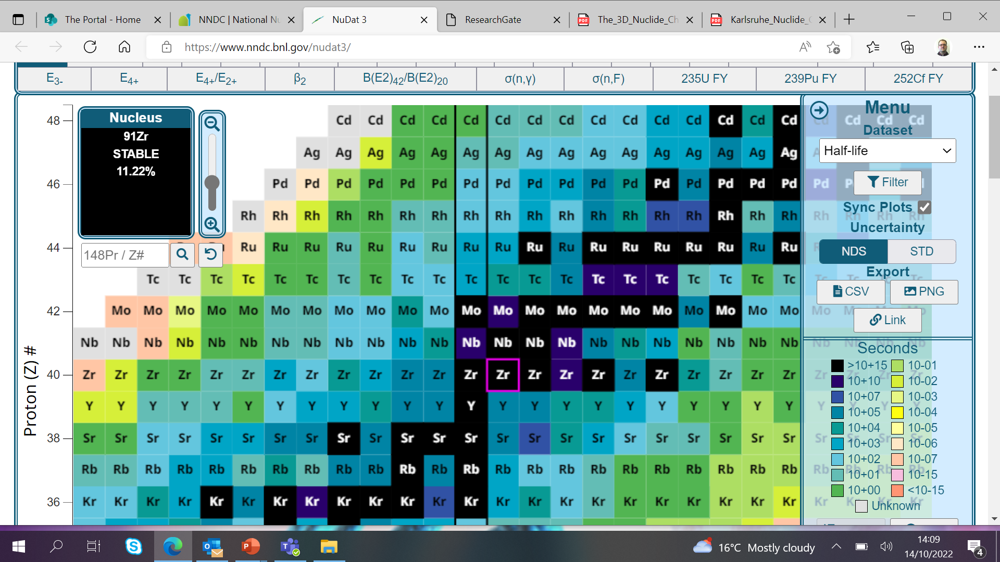 The Portal - Home
NNDC | National Nu
NuDat 3
ResearchGate
The_3D_Nuclide_Ch
Karlsruhe_Nuclide_C
https://www.nndc.bnl.gov/nudat3/
E3- E4+ E4+/E2+ β2 B(E2)42/B(E2)20 σ(n,γ) σ(n,F) 235U FY 239Pu FY 252Cf FY
Nucleus
91Zr
STABLE
11.22%
148Pr / Z#
Proton (Z) #
48 Cd Cd Cd Cd Cd Cd Cd Cd Cd Cd Cd Cd Cd Cd Cd Cd Cd Cd
Ag Ag Ag Ag Ag Ag Ag Ag Ag Ag Ag Ag Ag Ag Ag Ag
46 Pd Pd Pd Pd Pd Pd Pd Pd Pd Pd Pd Pd Pd Pd Pd Pd Pd Pd
Rh Rh Rh Rh Rh Rh Rh Rh Rh Rh Rh Rh Rh Rh Rh Rh Rh Rh Rh Rh Rh Rh
44 Ru Ru Ru Ru Ru Ru Ru Ru Ru Ru Ru Ru Ru Ru Ru Ru Ru Ru
Tc Tc Tc Tc Tc Tc Tc Tc Tc Tc Tc Tc Tc Tc Tc Tc Tc Tc Tc Tc Tc
42 Mo Mo Mo Mo Mo Mo Mo Mo Mo Mo Mo Mo Mo Mo Mo Mo Mo Mo Mo Mo Mo Mo Mo
Nb Nb Nb Nb Nb Nb Nb Nb Nb Nb Nb Nb Nb Nb Nb Nb Nb Nb Nb Nb Nb Nb Nb Nb Nb Nb Nb
40 Zr Zr Zr Zr Zr Zr Zr Zr Zr Zr Zr Zr Zr Zr Zr Zr Zr Zr Zr Zr Zr Zr Zr
Y Y Y Y Y Y Y Y Y Y Y Y Y Y Y Y Y Y Y Y Y Y Y
38 Sr Sr Sr Sr Sr Sr Sr Sr Sr Sr Sr Sr Sr Sr Sr Sr Sr Sr Sr Sr Sr Sr Sr Sr
Rb Rb Rb Rb Rb Rb Rb Rb Rb Rb Rb Rb Rb Rb Rb Rb Rb Rb Rb Rb Rb Rb Rb Rb
36 Kr Kr Kr Kr Kr Kr Kr Kr Kr Kr Kr Kr Kr Kr Kr Kr Kr Kr Kr Kr Kr Kr Kr Kr
Menu
Dataset
Half-life
Filter
Sync Plots
Uncertainty
NDS STD
Export
CSV PNG
Link
Seconds
>10+15 10-01
10+10 10-02
10+07 10-03
10+05 10-04
10+04 10-05
10+03 10-06
10+02 10-07
10+01 10-15
10+00 <10-15
Unknown
16°C Mostly cloudy
14:09
14/10/2022
4